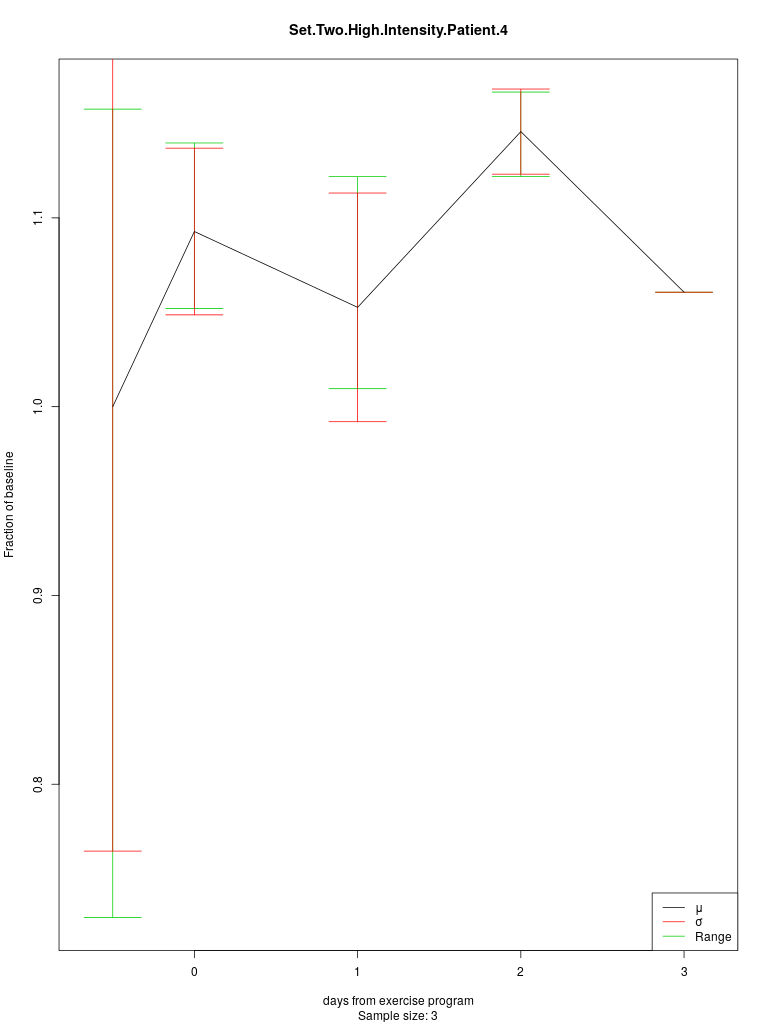 Set.Two.High.Intensity.Patient.4
Fraction of baseline
1.1
1.0
0.9
0.8
0 1 2 3
days from exercise program
Sample size: 3
μ
σ
Range